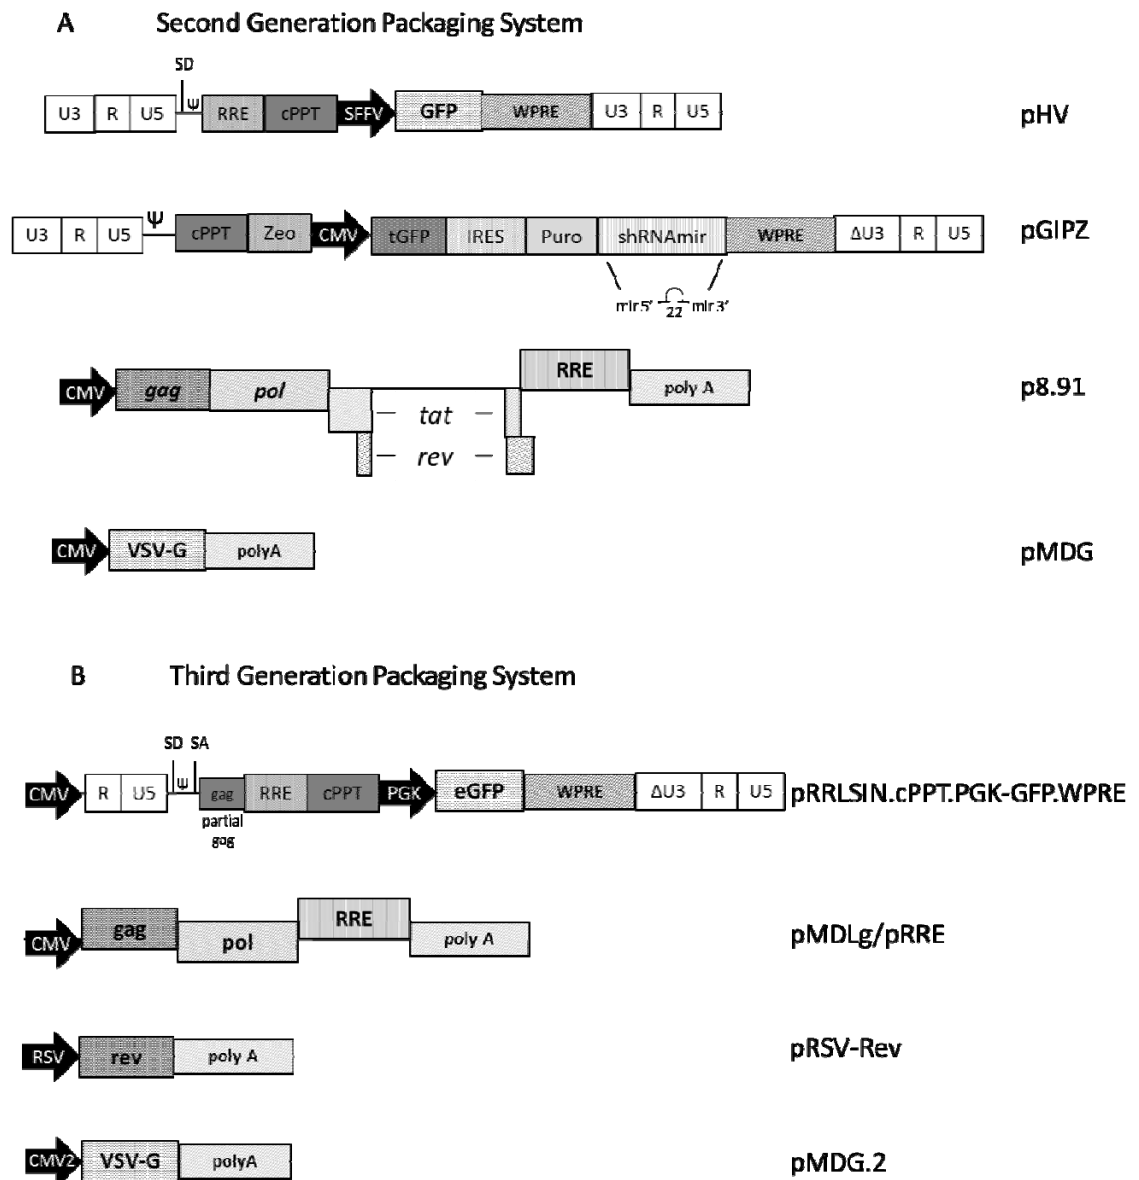 A Second Generation Packaging System
SD
U3 R U5 Ψ RRE cPPT SFFV GFP WPRE U3 R U5 pHV
U3 R U5 Ψ cPPT Zeo CMV tGFP IRES Puro shRNAmir WPRE ΔU3 R U5 pGIPZ
mir5' 22 mir3'
CMV gag pol RRE poly A p8.91
tat
rev
CMV VSV-G polyA pMDG
B Third Generation Packaging System
SD SA
CMV R U5 Ψ gag RRE cPPT PGK eGFP WPRE ΔU3 R U5 pRRLSIN.cPPT.PGK-GFP.WPRE
partial
gag
CMV gag pol RRE poly A pMDLg/pRRE
RSV rev poly A pRSV-Rev
CMV2 VSV-G polyA pMDG.2